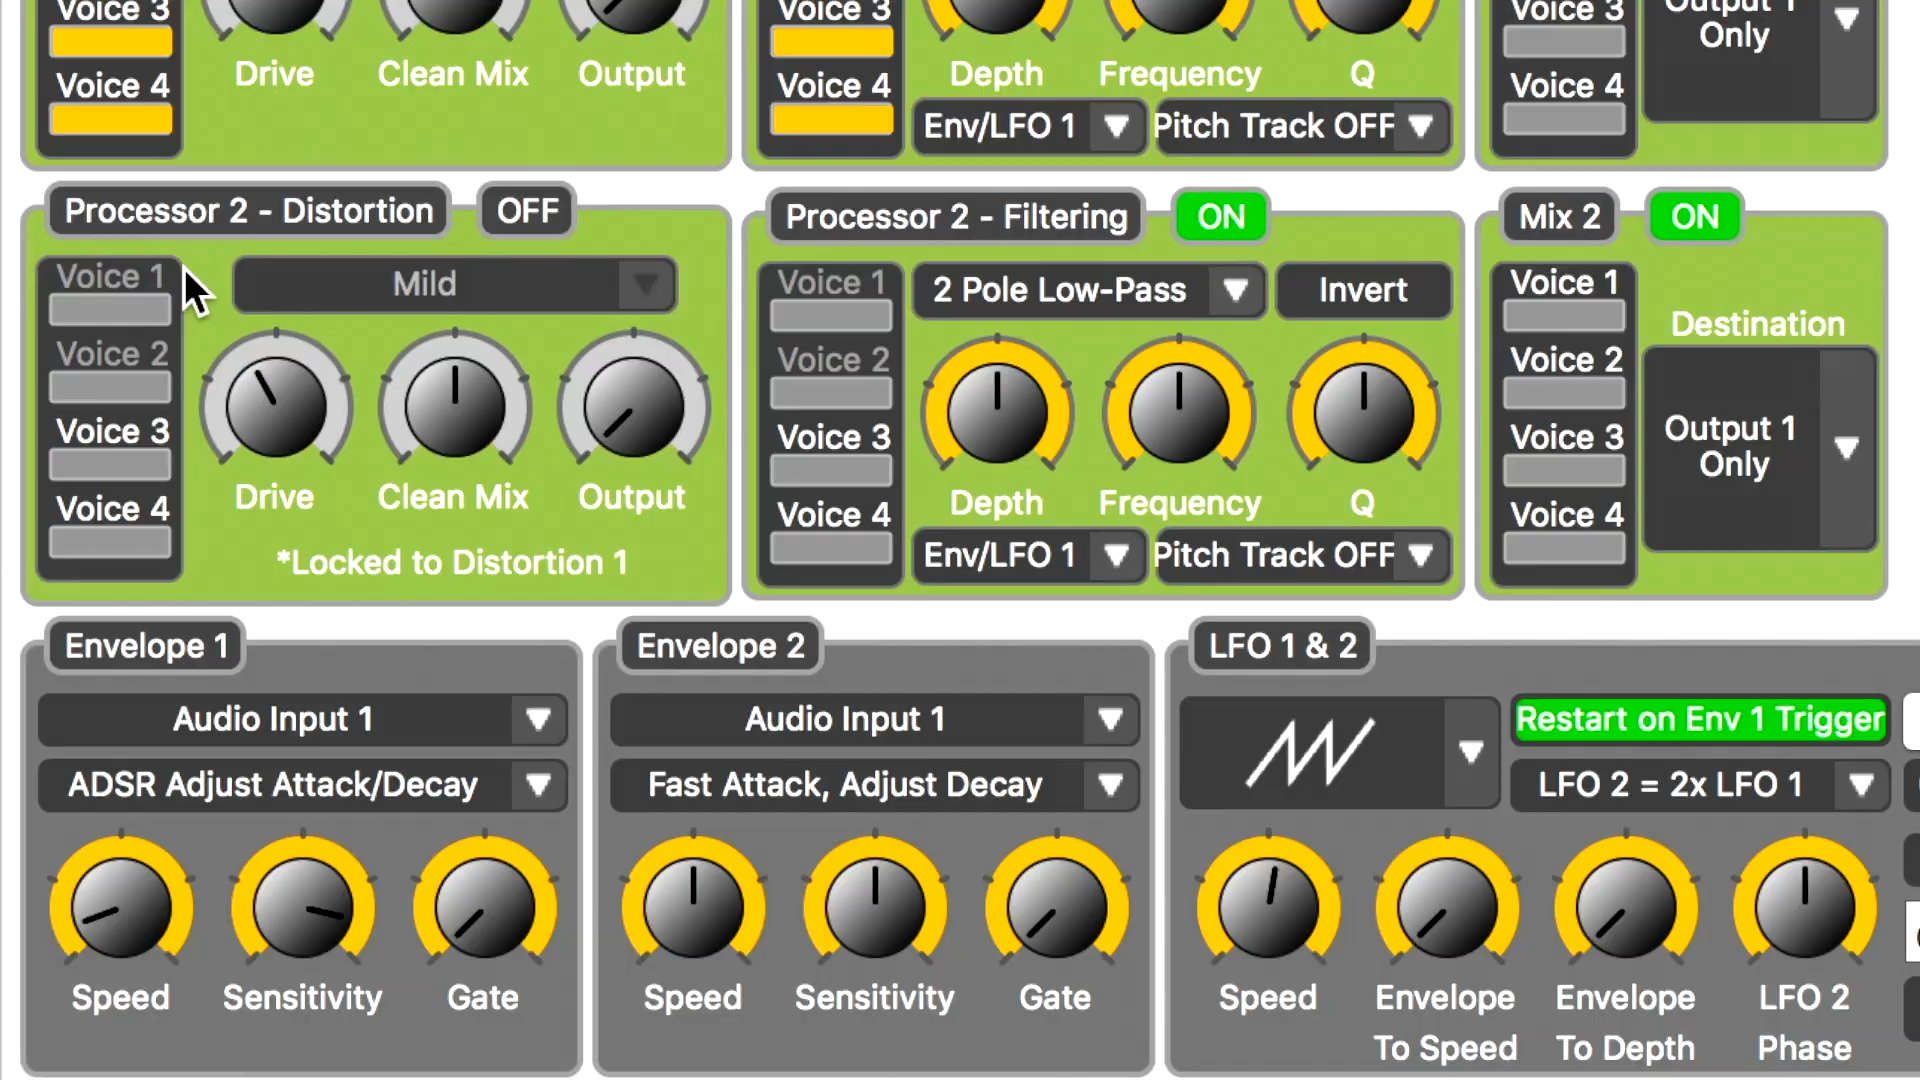 Voice 3
Voice 4
Drive
Clean Mix
Output
Voice 3
Voice 4
Depth
Frequency
Q
Env/LFO 1
Pitch Track OFF
Voice 3
Voice 4
Output 1
Only
Processor 2 - Distortion
OFF
Voice 1
Voice 2
Voice 3
Voice 4
Mild
Drive
Clean Mix
Output
*Locked to Distortion 1
Processor 2 - Filtering
ON
Voice 1
Voice 2
Voice 3
Voice 4
2 Pole Low-Pass
Invert
Depth
Frequency
Q
Env/LFO 1
Pitch Track OFF
Mix 2
ON
Voice 1
Voice 2
Voice 3
Voice 4
Destination
Output 1
Only
Envelope 1
Audio Input 1
ADSR Adjust Attack/Decay
Speed
Sensitivity
Gate
Envelope 2
Audio Input 1
Fast Attack, Adjust Decay
Speed
Sensitivity
Gate
LFO 1 & 2
Restart on Env 1 Trigger
LFO 2 = 2x LFO 1
Speed
Envelope
To Speed
Envelope
To Depth
LFO 2
Phase